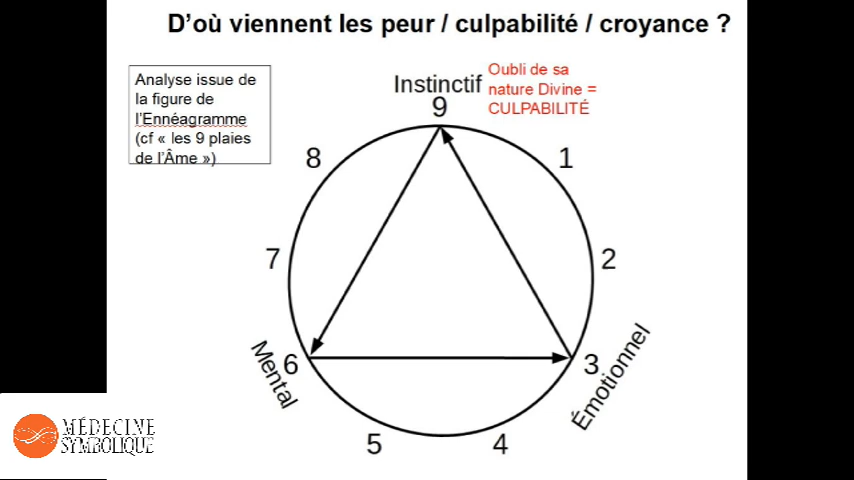 D'où viennent les peur / culpabilité / croyance ?
Analyse issue de
la figure de
l'Ennéagramme
(cf « les 9 plaies
de l'Âme »)
Instinctif
Oubli de sa
nature Divine =
CULPABILITÉ
9
8
1
7
2
6
3
Mental
Émotionnel
5
4
MÉDECINE
SYMBOLIQUE